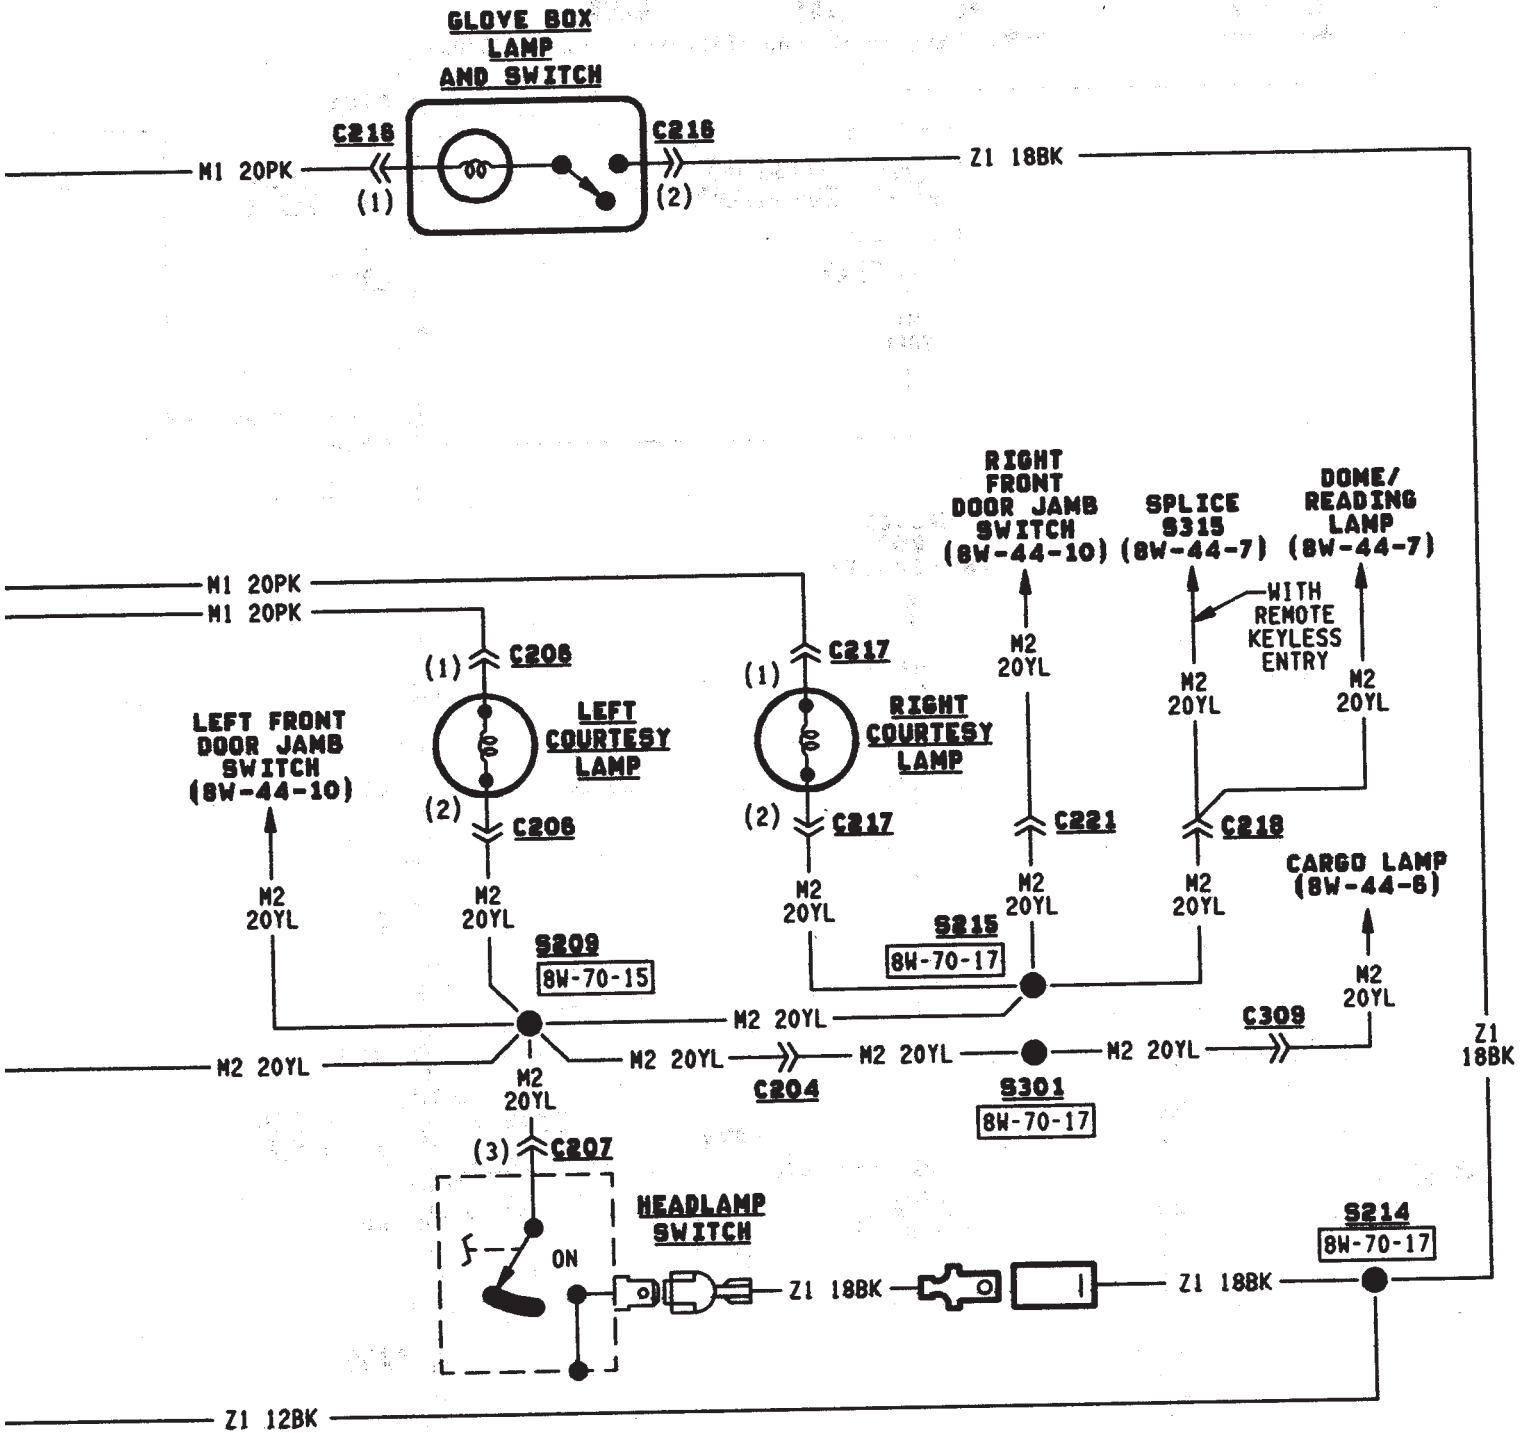 GLOVE BOX
LAMP
AND SWITCH
C216
C216
M1 20PK
Z1 18BK
(1)
(2)
RIGHT
FRONT
DOOR JAMB
SWITCH
(8W-44-10)
SPLICE
S315
(8W-44-7)
DOME/
READING
LAMP
(8W-44-7)
M1 20PK
M1 20PK
WITH
REMOTE
KEYLESS
ENTRY
M2
20YL
M2
20YL
M2
20YL
(1)
C206
(1)
C217
LEFT FRONT
DOOR JAMB
SWITCH
(8W-44-10)
LEFT
COURTESY
LAMP
RIGHT
COURTESY
LAMP
(2)
C206
(2)
C217
C221
C218
CARGO LAMP
(8W-44-6)
M2
20YL
M2
20YL
M2
20YL
M2
20YL
M2
20YL
S209
8W-70-15
S215
8W-70-17
M2
20YL
M2 20YL
C309
M2 20YL
M2 20YL
M2 20YL
M2 20YL
C204
S301
8W-70-17
Z1
18BK
M2
20YL
(3)
C207
HEADLAMP
SWITCH
ON
S214
8W-70-17
Z1 18BK
Z1 18BK
Z1 12BK